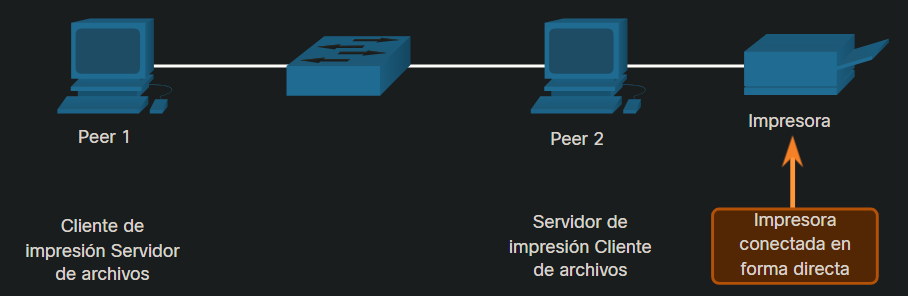 Peer 1
Peer 2
Impresora
Cliente de
impresión Servidor
de archivos
Servidor de
impresión Cliente
de archivos
Impresora
conectada en
forma directa